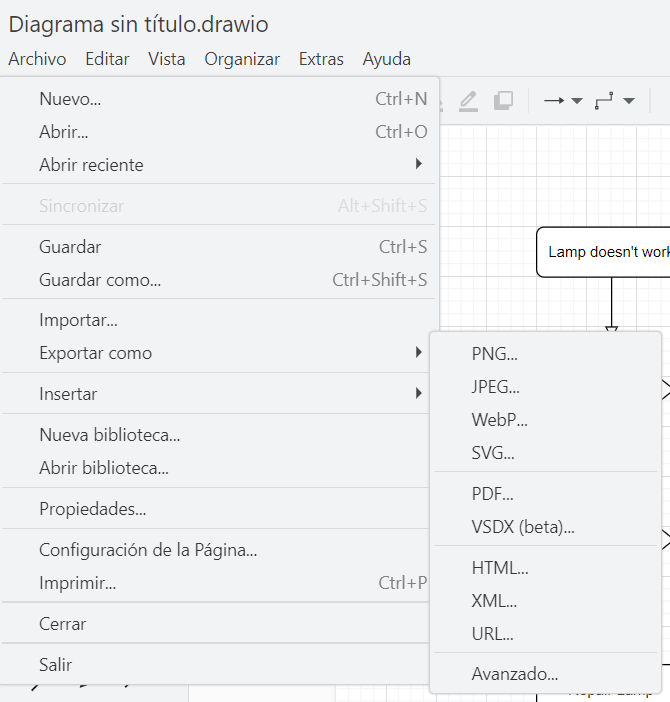 Diagrama sin título.drawio
Archivo Editar Vista Organizar Extras Ayuda
Nuevo... Ctrl+N
Abrir... Ctrl+O
Abrir reciente
Sincronizar Alt+Shift+S
Guardar Ctrl+S
Guardar como... Ctrl+Shift+S
Importar...
Exportar como
Insertar
Nueva biblioteca...
Abrir biblioteca...
Propiedades...
Configuración de la Página...
Imprimir... Ctrl+P
Cerrar
Salir
Lamp doesn't work
PNG...
JPEG...
WebP...
SVG...
PDF...
VSDX (beta)...
HTML...
XML...
URL...
Avanzado...
Repair Lamp